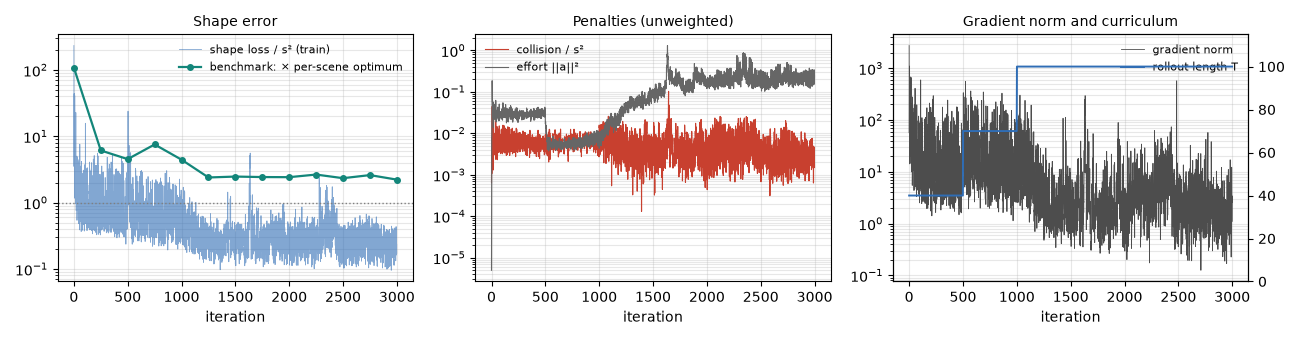 Shape error
shape loss / s² (train)
benchmark: × per-scene optimum
10²
10¹
10⁰
10⁻¹
0 500 1000 1500 2000 2500 3000
iteration
Penalties (unweighted)
collision / s²
effort ||a||²
10⁰
10⁻¹
10⁻²
10⁻³
10⁻⁴
10⁻⁵
0 500 1000 1500 2000 2500 3000
iteration
Gradient norm and curriculum
gradient norm
rollout length T
10³
10²
10¹
10⁰
10⁻¹
100
80
60
40
20
0
0 500 1000 1500 2000 2500 3000
iteration